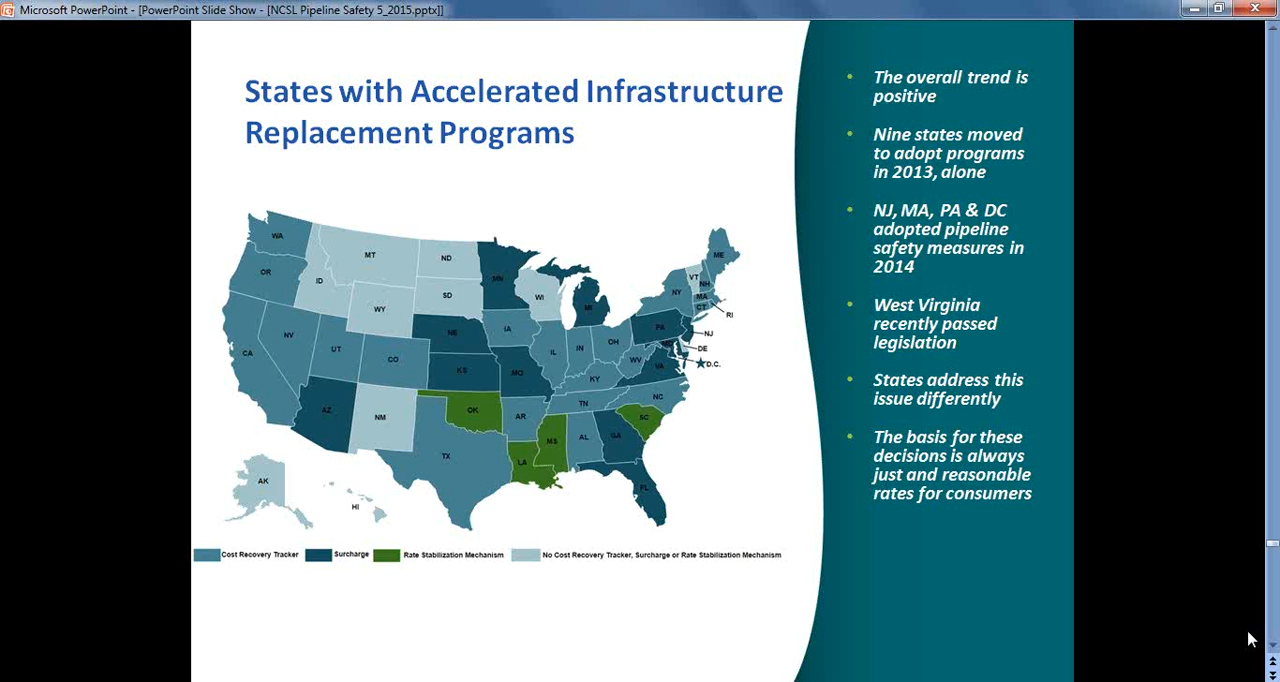 Microsoft PowerPoint - [PowerPoint Slide Show - [NCSL Pipeline Safety 5_2015.pptx]]
States with Accelerated Infrastructure
Replacement Programs
WA
OR
CA
NV
ID
MT
WY
UT
CO
AZ
NM
ND
SD
NE
KS
OK
TX
MN
IA
MO
AR
LA
WI
IL
MI
IN
OH
KY
TN
MS
AL
GA
FL
SC
NC
VA
WV
PA
NY
VT
NH
ME
MA
CT
RI
NJ
DE
MD
D.C.
AK
HI
Cost Recovery Tracker
Surcharge
Rate Stabilization Mechanism
No Cost Recovery Tracker, Surcharge or Rate Stabilization Mechanism
• The overall trend is
positive
• Nine states moved
to adopt programs
in 2013, alone
• NJ, MA, PA & DC
adopted pipeline
safety measures in
2014
• West Virginia
recently passed
legislation
• States address this
issue differently
• The basis for these
decisions is always
just and reasonable
rates for consumers